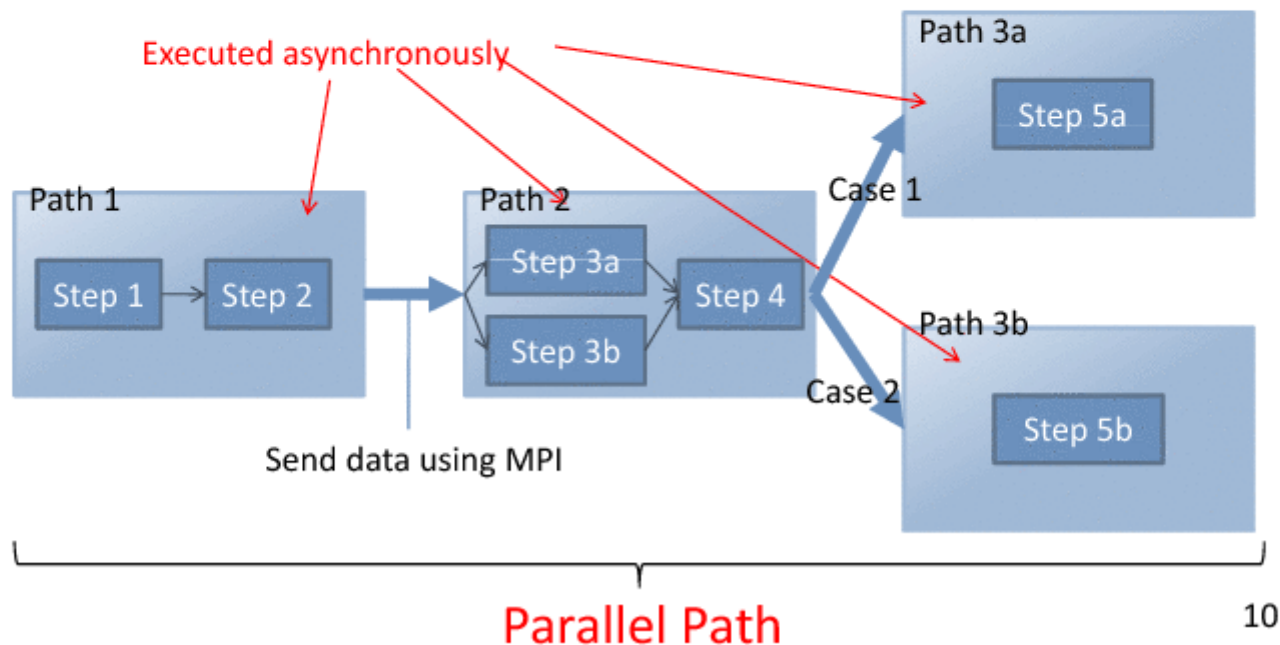 Executed asynchronously
Path 1
Step 1
Step 2
Send data using MPI
Path 2
Step 3a
Step 3b
Step 4
Case 1
Case 2
Path 3a
Step 5a
Path 3b
Step 5b
Parallel Path
10